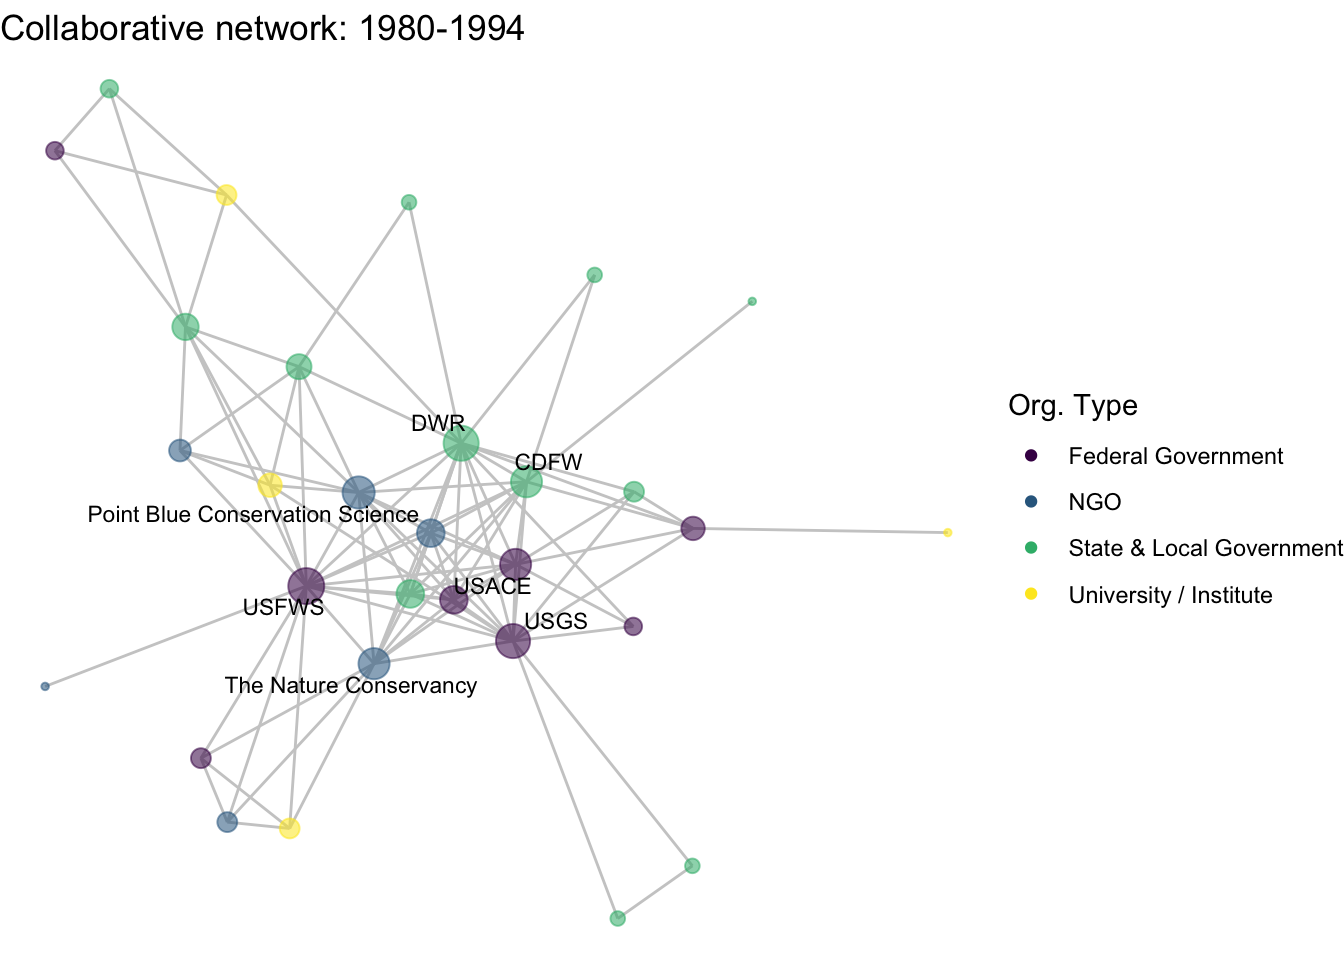 Collaborative network: 1980-1994
DWR
CDFW
Point Blue Conservation Science
USACE
USFWS
USGS
The Nature Conservancy
Org. Type
Federal Government
NGO
State & Local Government
University / Institute